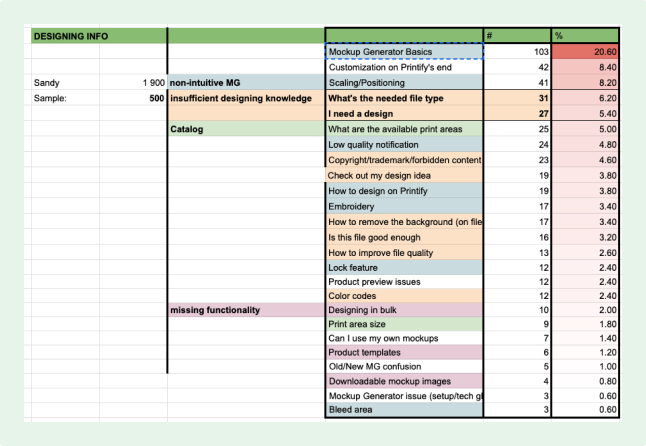 DESIGNING INFO # %
Mockup Generator Basics 103 20.60
Customization on Printify's end 42 8.40
Sandy 1 900 non-intuitive MG Scaling/Positioning 41 8.20
Sample: 500 insufficient designing knowledge What's the needed file type 31 6.20
I need a design 27 5.40
Catalog What are the available print areas 25 5.00
Low quality notification 24 4.80
Copyright/trademark/forbidden content 23 4.60
Check out my design idea 19 3.80
How to design on Printify 19 3.80
Embroidery 17 3.40
How to remove the background (on file 17 3.40
Is this file good enough 16 3.20
How to improve file quality 13 2.60
Lock feature 12 2.40
Product preview issues 12 2.40
Color codes 12 2.40
missing functionality Designing in bulk 10 2.00
Print area size 9 1.80
Can I use my own mockups 7 1.40
Product templates 6 1.20
Old/New MG confusion 5 1.00
Downloadable mockup images 4 0.80
Mockup Generator issue (setup/tech gl 3 0.60
Bleed area 3 0.60